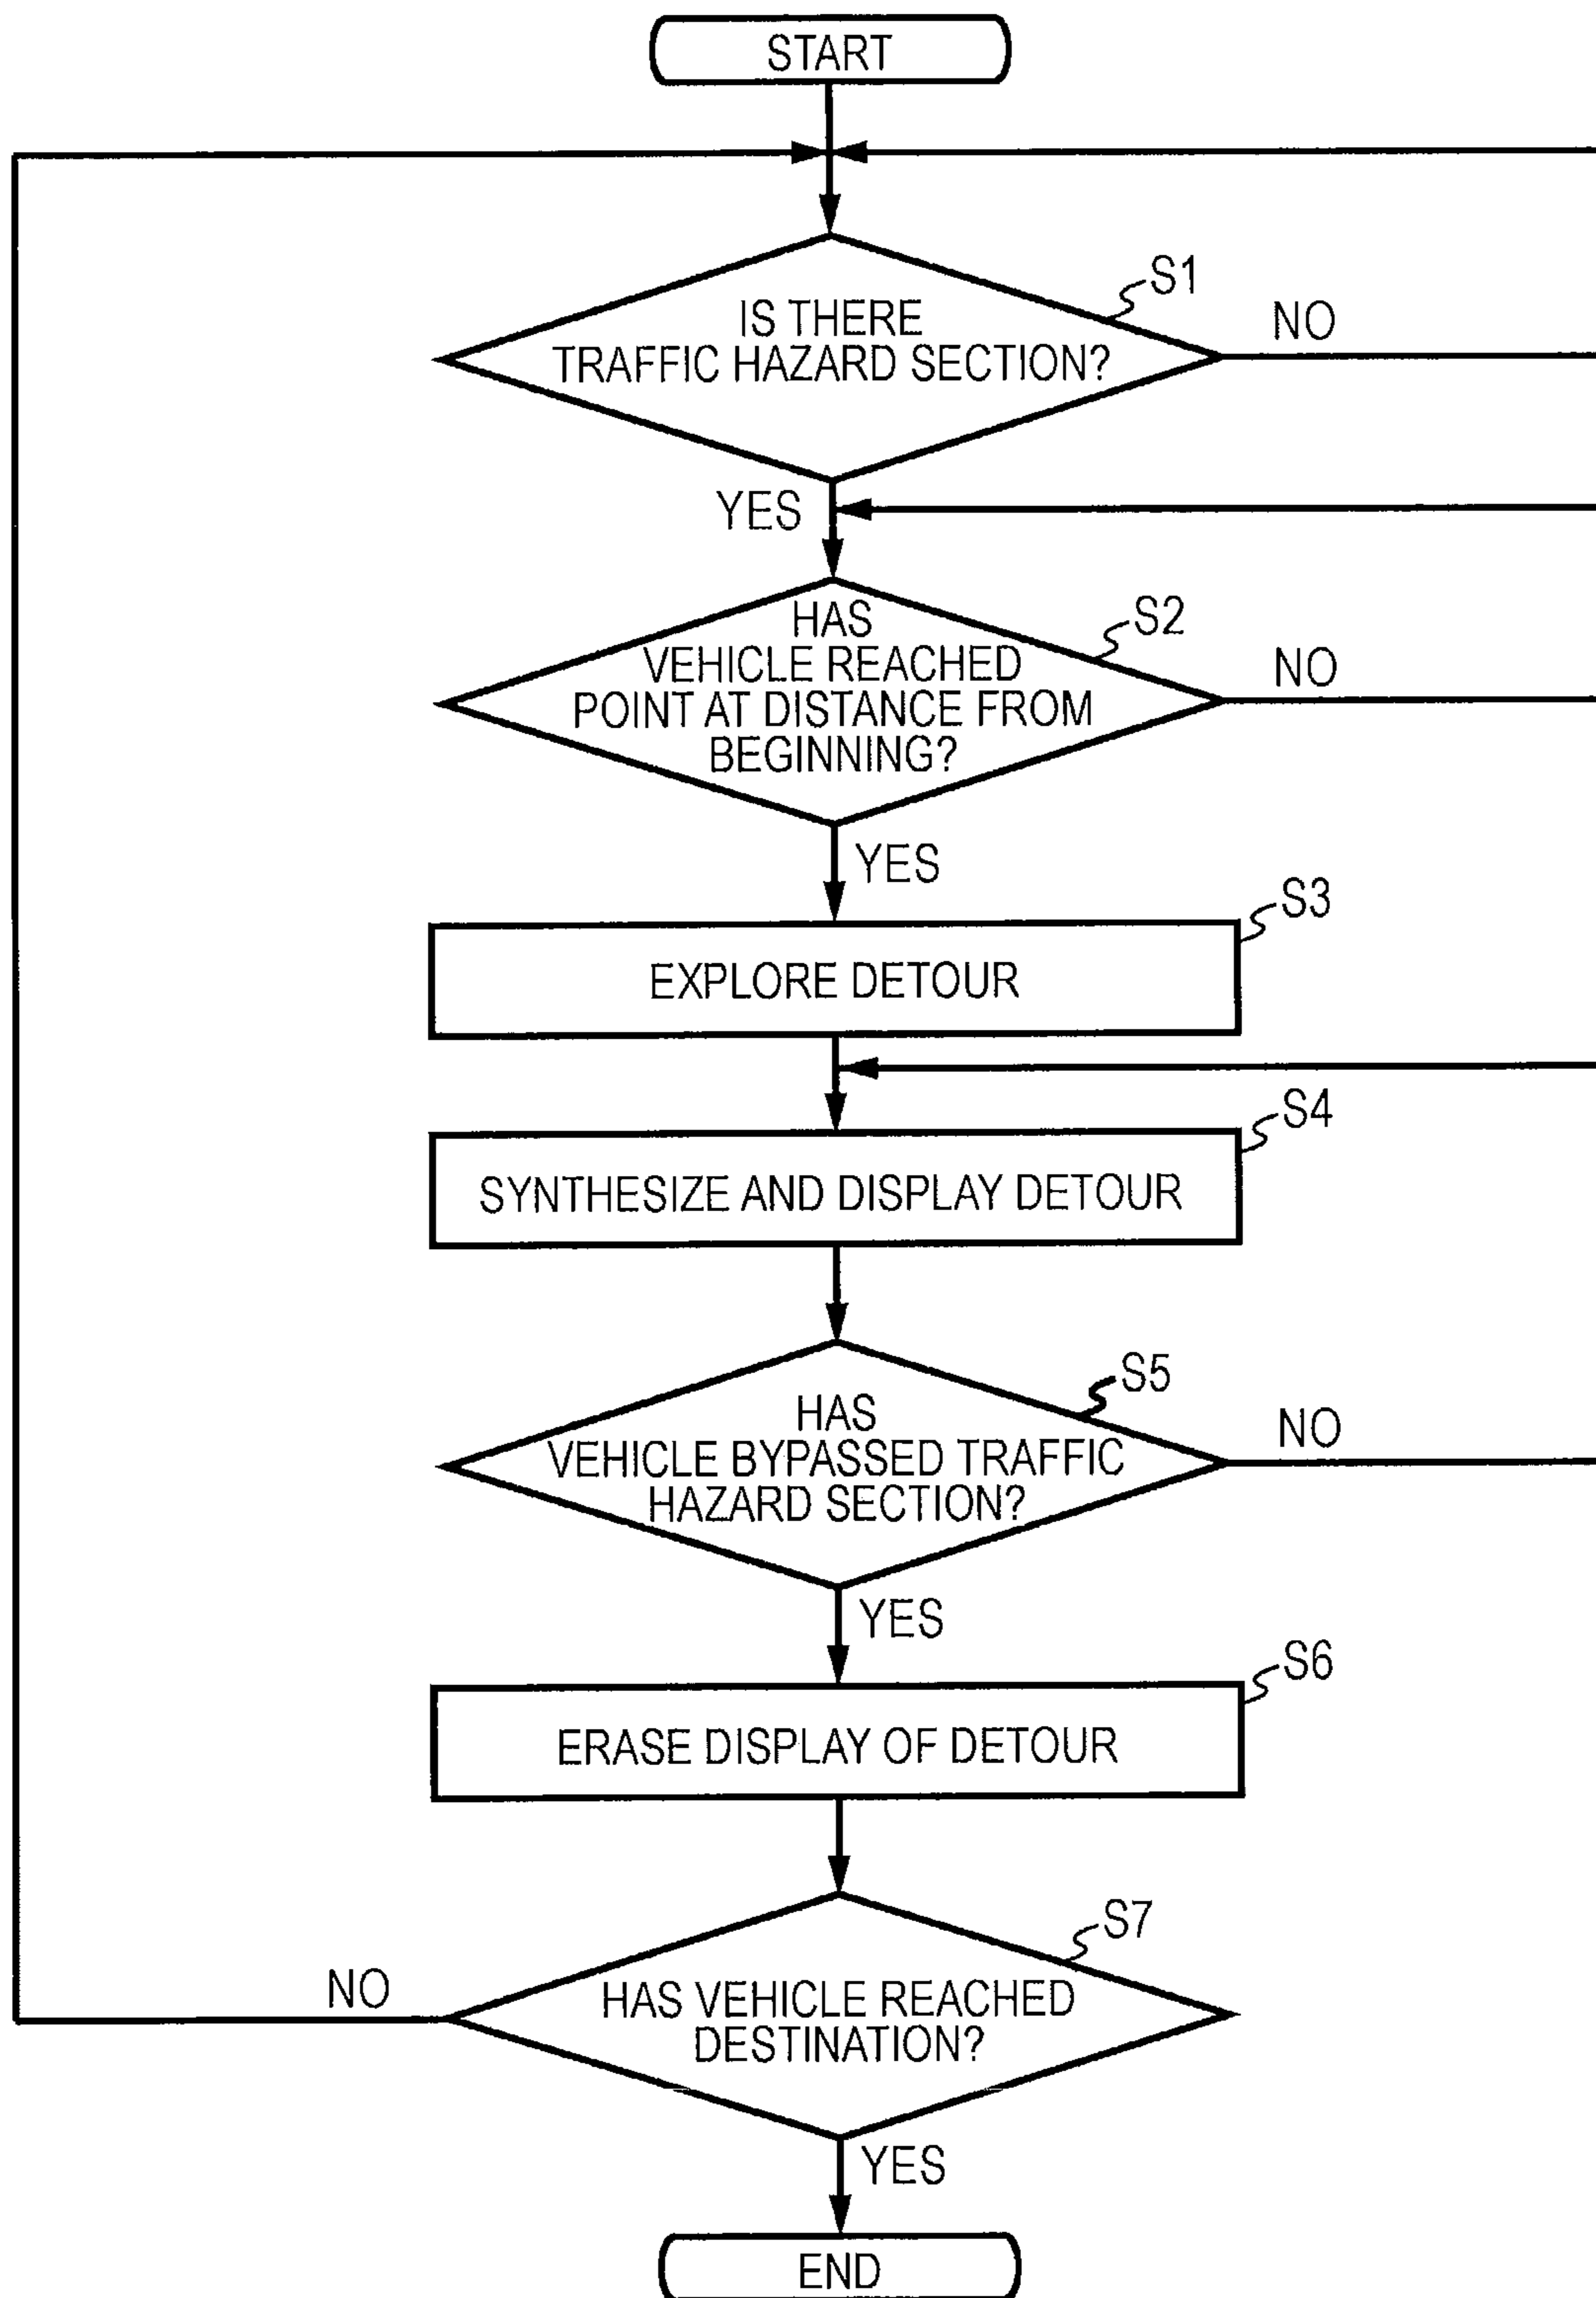 START
S1
IS THERE
TRAFFIC HAZARD SECTION?
NO
YES
S2
HAS
VEHICLE REACHED
POINT AT DISTANCE FROM
BEGINNING?
NO
YES
S3
EXPLORE DETOUR
S4
SYNTHESIZE AND DISPLAY DETOUR
S5
HAS
VEHICLE BYPASSED TRAFFIC
HAZARD SECTION?
NO
YES
S6
ERASE DISPLAY OF DETOUR
S7
HAS VEHICLE REACHED
DESTINATION?
NO
YES
END